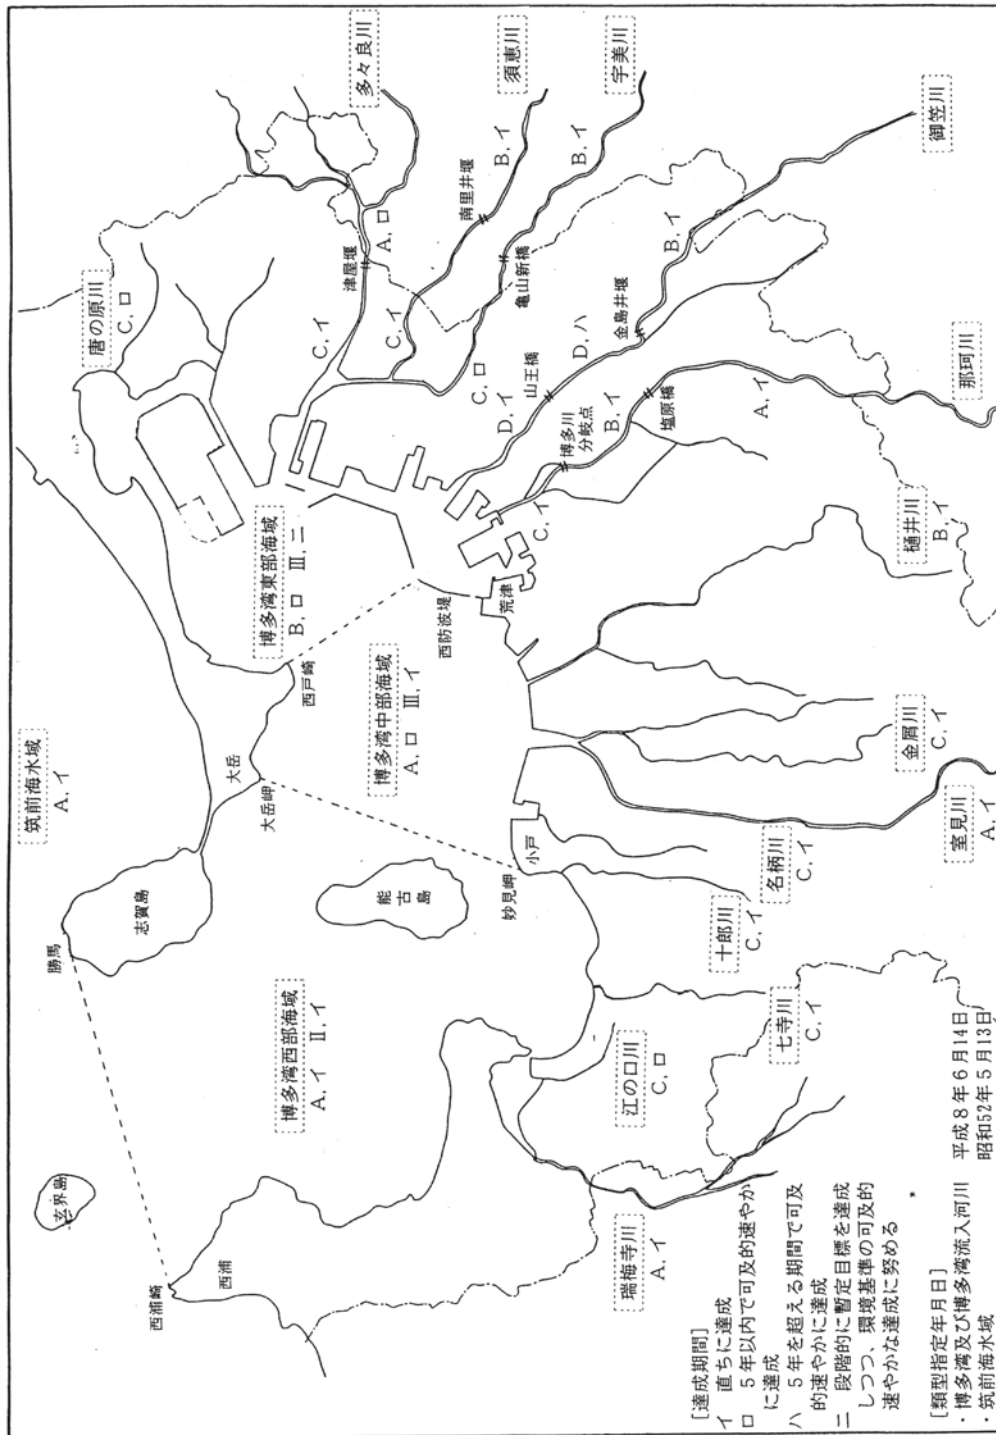 筑前海水域
A, イ
唐の原川
C, ロ
多々良川
須恵川
宇美川
御笠川
那珂川
A, ロ
津屋堰
C, イ
C, イ
南里井堰
B, イ
B, イ
亀山新橋
C, ロ
B, イ
金島井堰
D, ハ
山王橋
D, イ
博多川
分岐点
B, イ
塩原橋
A, イ
C, イ
博多湾東部海域
B, ロ Ⅲ, ニ
西戸崎
西防波堤
荒津
博多湾中部海域
A, ロ Ⅲ, イ
大岳
大岳岬
志賀島
勝馬
能古島
小戸
妙見岬
玄界島
西浦崎
西浦
博多湾西部海域
A, イ Ⅱ, イ
樋井川
B, イ
金屑川
C, イ
室見川
A, イ
名柄川
C, イ
十郎川
C, イ
七寺川
C, イ
江の口川
C, ロ
瑞梅寺川
A, イ
[達成期間]
イ 直ちに達成
ロ 5年以内で可及的速やか
に達成
ハ 5年を超える期間で可及
的速やかに達成
ニ 段階的に暫定目標を達成
しつつ、環境基準の可及的
速やかな達成に努める
[類型指定年月日]
・博多湾及び博多湾流入河川 平成8年6月14日
・筑前海水域 昭和52年5月13日